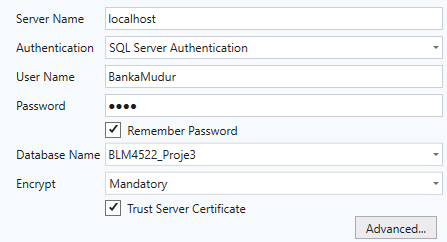 Server Name localhost
Authentication SQL Server Authentication
User Name BankaMudur
Password ●●●●
Remember Password
Database Name BLM4522_Proje3
Encrypt Mandatory
Trust Server Certificate
Advanced...